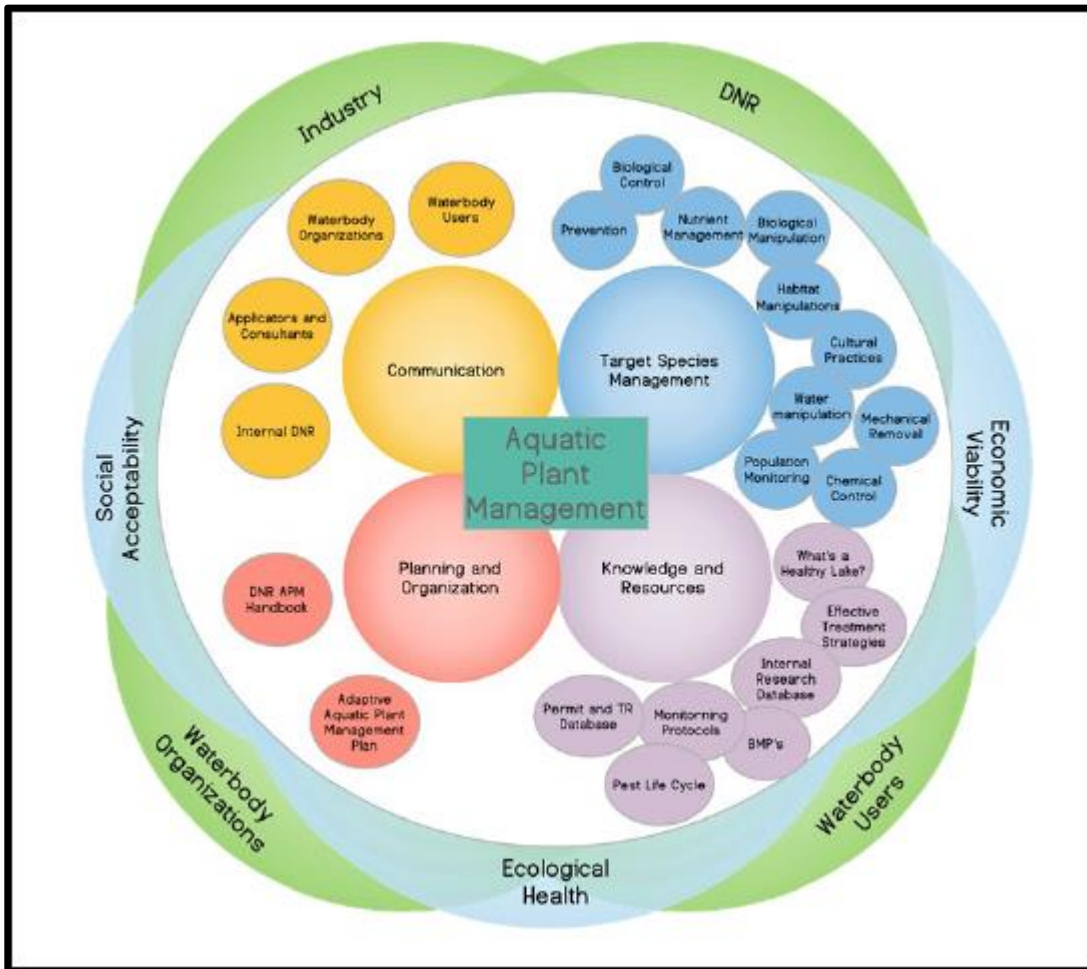 Industry
DNR
Waterbody
Organizations
Waterbody
Users
Biological
Control
Prevention
Nutrient
Management
Biological
Manipulation
Applicators and
Consultants
Habitat
Manipulations
Cultural
Practices
Communication
Target Species
Management
Internal DNR
Water
manipulation
Mechanical
Removal
Population
Monitoring
Chemical
Control
Aquatic
Plant
Management
Social
Acceptability
Economic
Viability
Planning and
Organization
Knowledge and
Resources
DNR APM
Handbook
What's a
Healthy Lake?
Effective
Treatment
Strategies
Internal
Research
Database
Adaptive
Aquatic Plant
Management
Plan
Permit and TR
Database
Monitorning
Protocols
BMP's
Pest Life Cycle
Waterbody
Organizations
Waterbody
Users
Ecological
Health